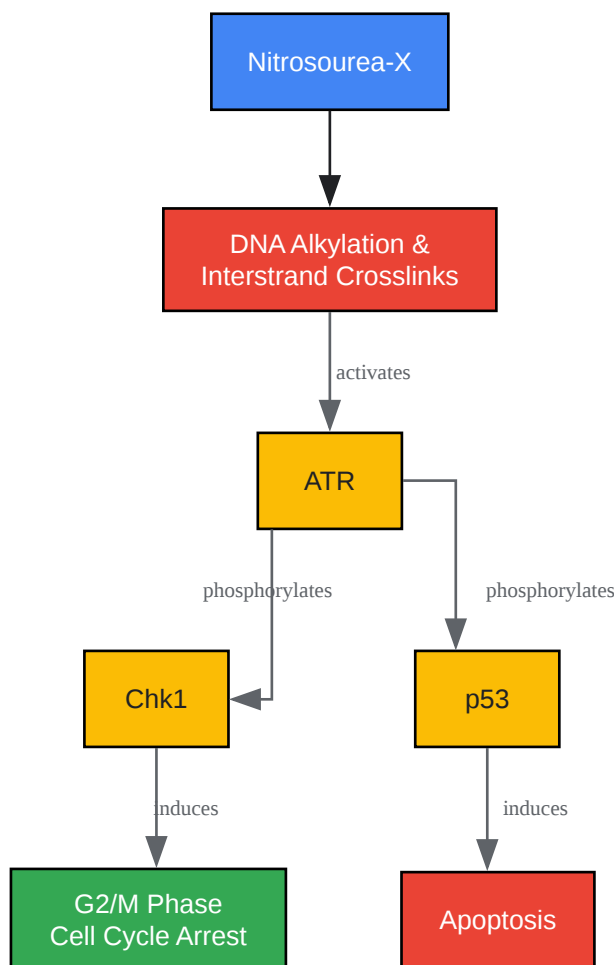 Nitrosourea-X
DNA Alkylation &
Interstrand Crosslinks
activates
ATR
phosphorylates
phosphorylates
Chk1
p53
induces
induces
G2/M Phase
Cell Cycle Arrest
Apoptosis